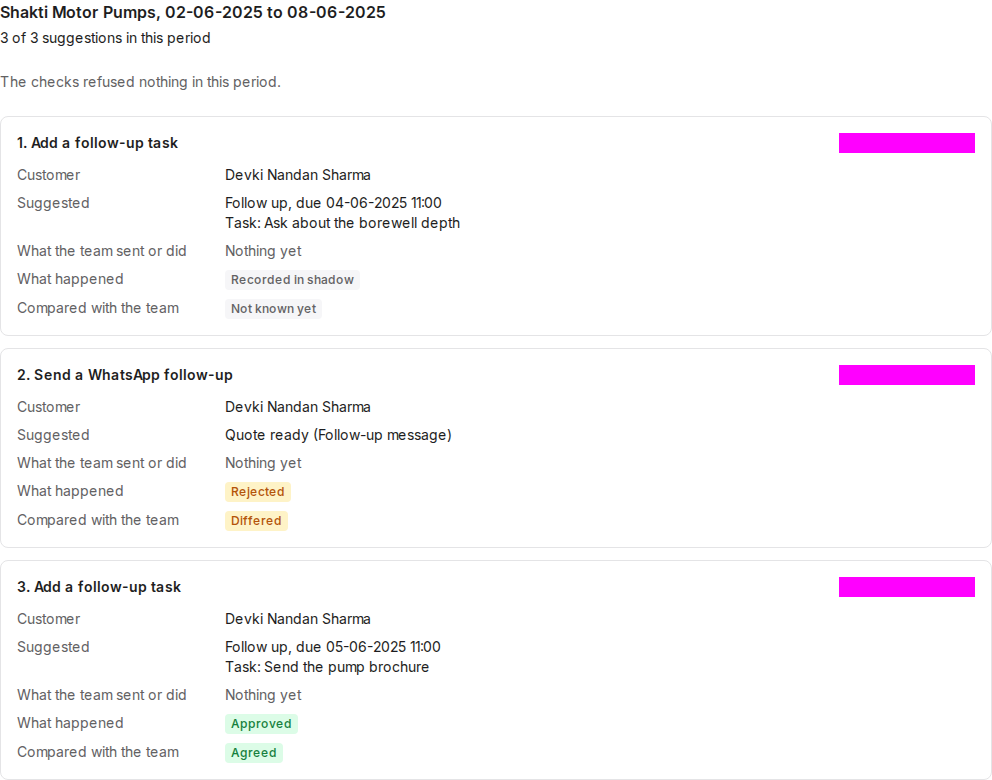 Shakti Motor Pumps, 02-06-2025 to 08-06-2025
3 of 3 suggestions in this period
The checks refused nothing in this period.
1. Add a follow-up task
Customer Devki Nandan Sharma
Suggested Follow up, due 04-06-2025 11:00
Task: Ask about the borewell depth
What the team sent or did Nothing yet
What happened Recorded in shadow
Compared with the team Not known yet
2. Send a WhatsApp follow-up
Customer Devki Nandan Sharma
Suggested Quote ready (Follow-up message)
What the team sent or did Nothing yet
What happened Rejected
Compared with the team Differed
3. Add a follow-up task
Customer Devki Nandan Sharma
Suggested Follow up, due 05-06-2025 11:00
Task: Send the pump brochure
What the team sent or did Nothing yet
What happened Approved
Compared with the team Agreed